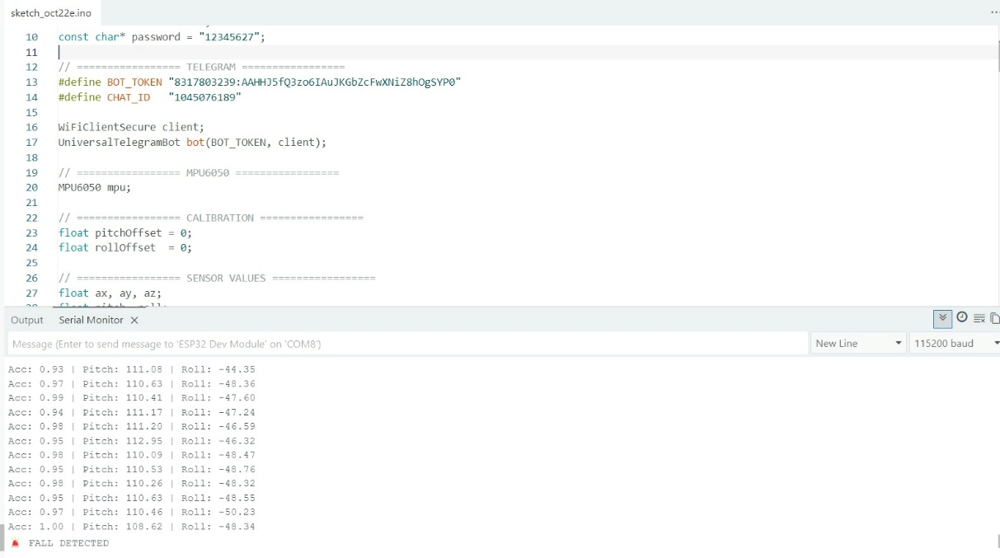 sketch_oct22e.ino
10 const char* password = "12345627";
11
12 // ================= TELEGRAM =================
13 #define BOT_TOKEN "8317803239:AAHHJ5fQ3zo6IAuJKGbZcFwXNiZ8hOgSYP0"
14 #define CHAT_ID   "1045076189"
15
16 WiFiClientSecure client;
17 UniversalTelegramBot bot(BOT_TOKEN, client);
18
19 // ================= MPU6050 =================
20 MPU6050 mpu;
21
22 // ================= CALIBRATION =================
23 float pitchOffset = 0;
24 float rollOffset  = 0;
25
26 // ================= SENSOR VALUES =================
27 float ax, ay, az;
Output Serial Monitor
Message (Enter to send message to 'ESP32 Dev Module' on 'COM8') New Line 115200 baud
Acc: 0.93 | Pitch: 111.08 | Roll: -44.35
Acc: 0.97 | Pitch: 110.63 | Roll: -48.36
Acc: 0.99 | Pitch: 110.41 | Roll: -47.60
Acc: 0.94 | Pitch: 111.17 | Roll: -47.24
Acc: 0.98 | Pitch: 111.20 | Roll: -46.59
Acc: 0.95 | Pitch: 112.95 | Roll: -46.32
Acc: 0.98 | Pitch: 110.09 | Roll: -48.47
Acc: 0.95 | Pitch: 110.53 | Roll: -48.76
Acc: 0.98 | Pitch: 110.26 | Roll: -48.32
Acc: 0.95 | Pitch: 110.63 | Roll: -48.55
Acc: 0.97 | Pitch: 110.46 | Roll: -50.23
Acc: 1.00 | Pitch: 108.62 | Roll: -48.34
🚨 FALL DETECTED